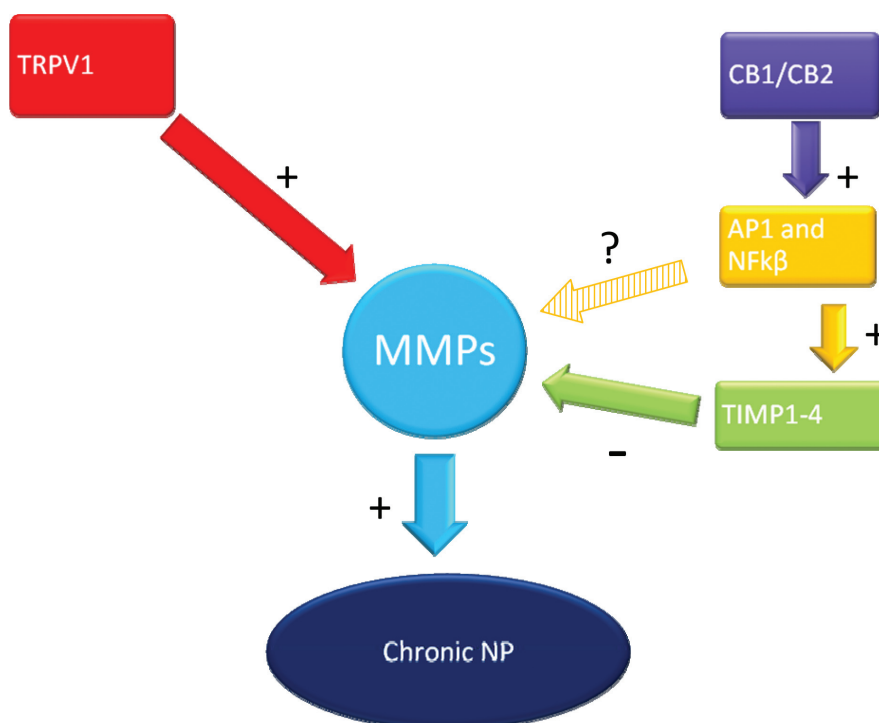 TRPV1
CB1/CB2
+
+
AP1 and
NFkβ
?
+
MMPs
TIMP1-4
-
+
Chronic NP